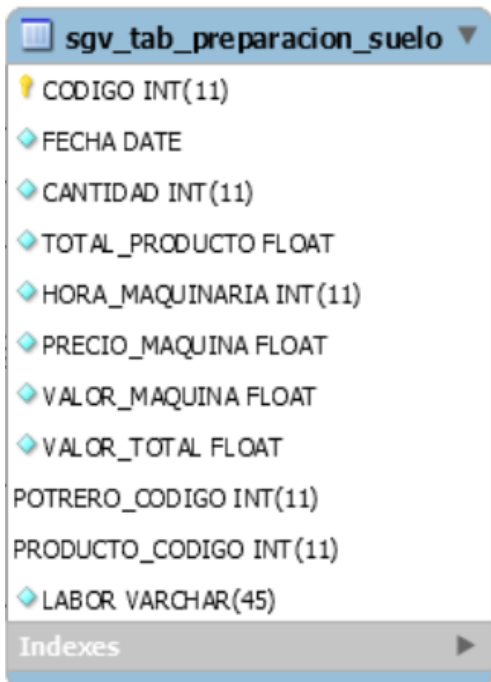 sgv_tab_preparacion_suelo
CODIGO INT(11)
FECHA DATE
CANTIDAD INT(11)
TOTAL_PRODUCTO FLOAT
HORA_MAQUINARIA INT(11)
PRECIO_MAQUINA FLOAT
VALOR_MAQUINA FLOAT
VALOR_TOTAL FLOAT
POTRERO_CODIGO INT(11)
PRODUCTO_CODIGO INT(11)
LABOR VARCHAR(45)
Indexes